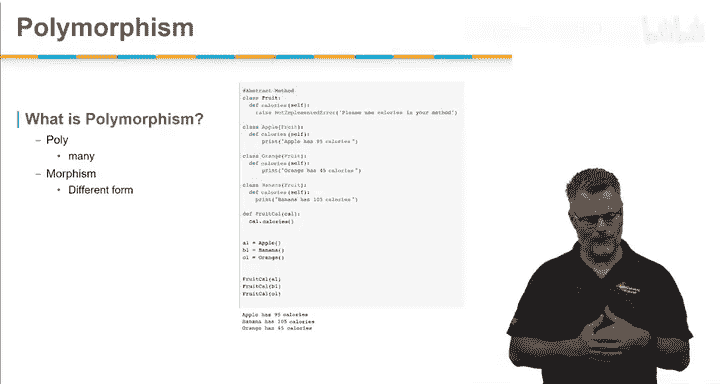 Polymorphism
What is Polymorphism?
– Poly
• many
– Morphism
• Different form
#Abstract Method
class Fruit:
def calories(self):
raise NotImplementedError('Please use calories in your method')
class Apple(Fruit):
def calories(self):
print("Apple has 95 calories")
class Orange(Fruit):
def calories(self):
print("Orange has 45 calories")
class Banana(Fruit):
def calories(self):
print("Banana has 105 calories")
def FruitCal(cal):
cal.calories()
a1 = Apple()
b1 = Banana()
o1 = Orange()
FruitCal(a1)
FruitCal(b1)
FruitCal(o1)
Apple has 95 calories
Banana has 105 calories
Orange has 45 calories